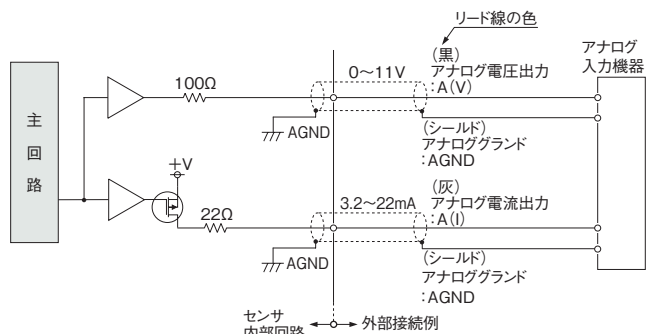 リード線の色
(黒)
アナログ電圧出力
:A(V)
アナログ
入力機器
0～11V
100Ω
主
回
路
AGND
(シールド)
アナロググランド
:AGND
+V
22Ω
3.2～22mA
(灰)
アナログ電流出力
:A(I)
AGND
(シールド)
アナロググランド
:AGND
センサ
内部回路
外部接続例